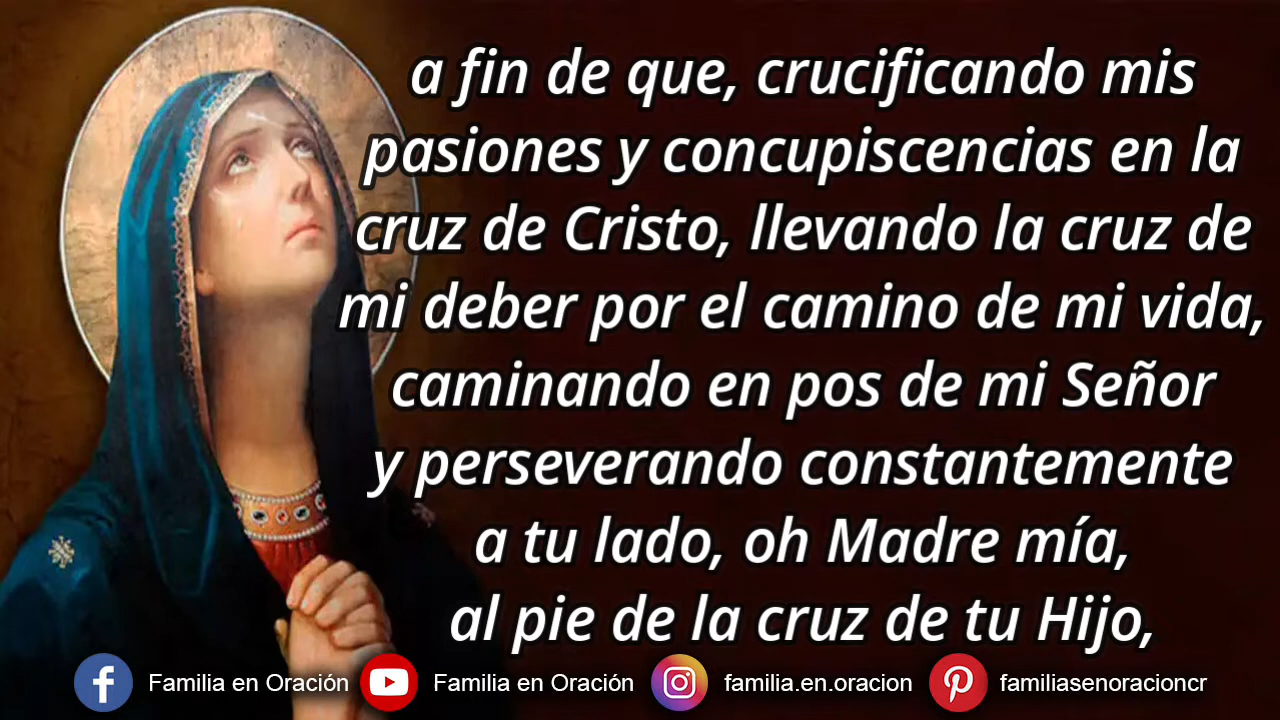 a fin de que, crucificando mis
pasiones y concupiscencias en la
cruz de Cristo, llevando la cruz de
mi deber por el camino de mi vida,
caminando en pos de mi Señor
y perseverando constantemente
a tu lado, oh Madre mía,
al pie de la cruz de tu Hijo,
Familia en Oración Familia en Oración familia.en.oracion familiasenoracioncr